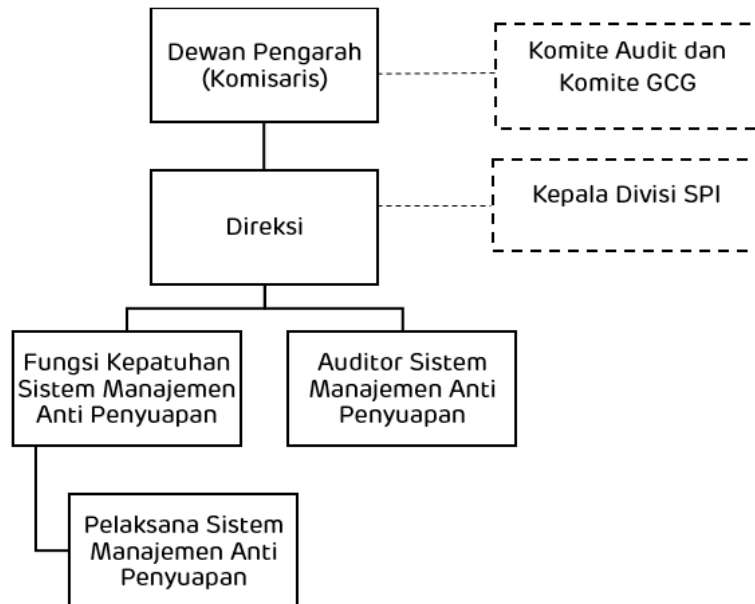 Dewan Pengarah
(Komisaris)
Komite Audit dan
Komite GCG
Direksi
Kepala Divisi SPI
Fungsi Kepatuhan
Sistem Manajemen
Anti Penyuapan
Auditor Sistem
Manajemen Anti
Penyuapan
Pelaksana Sistem
Manajemen Anti
Penyuapan